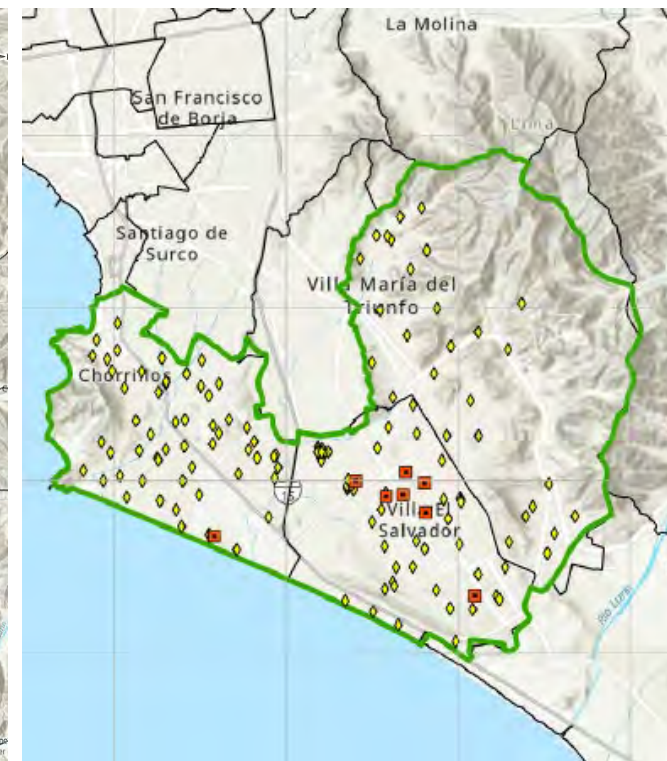 La Molina
San Francisco
de Borja
Lima
Santiago de
Surco
Villa María del
Triunfo
Chorrillos
Villa El
Salvador
Río Lurín